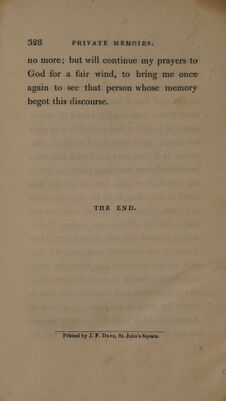 328 PRIVATE MEMOIRS.
no more; but will continue my prayers to
God for a fair wind, to bring me once
again to see that person whose memory
begot this discourse.
THE END.
Printed by J. F. Dove, St. John's Square.